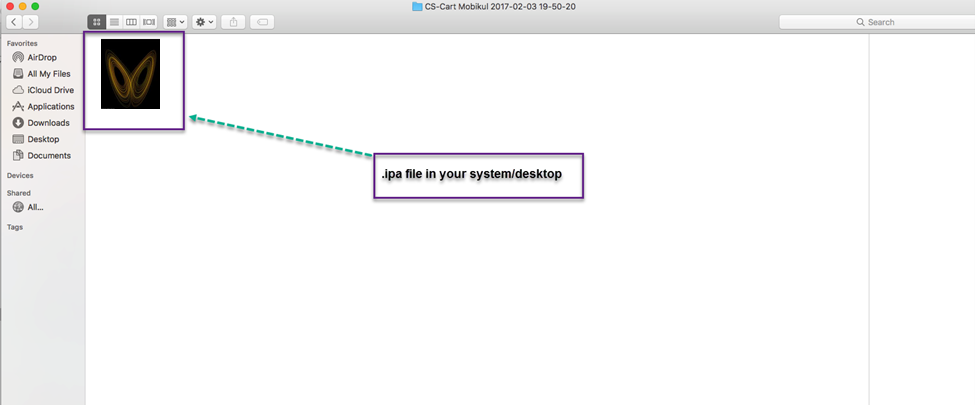 CS-Cart Mobikul 2017-02-03 19-50-20
Search
Favorites
AirDrop
All My Files
iCloud Drive
Applications
Downloads
Desktop
Documents
Devices
Shared
All...
Tags
.ipa file in your system/desktop